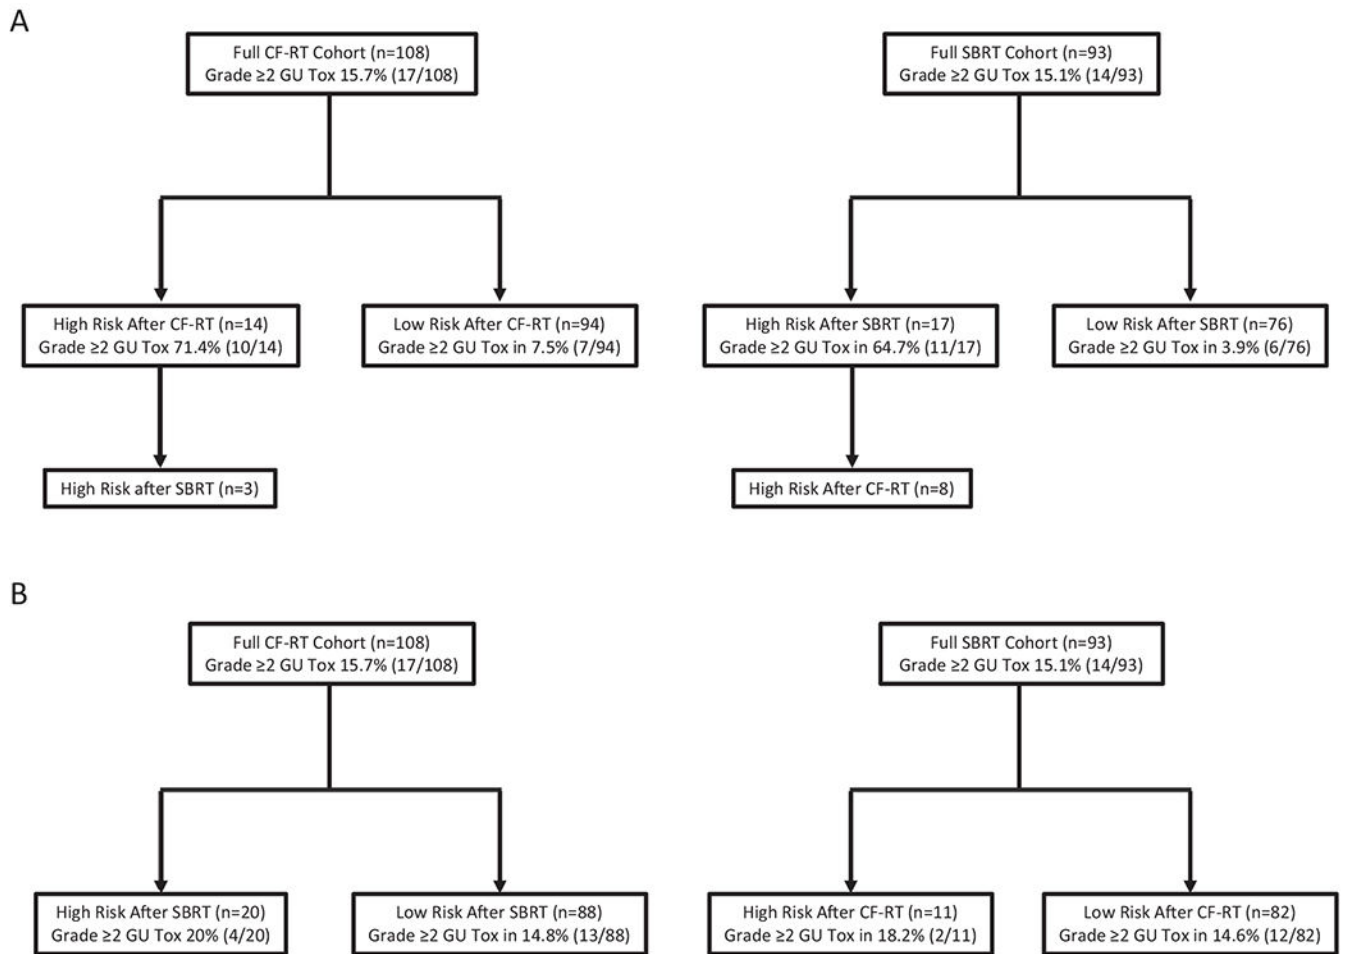 A
Full CF-RT Cohort (n=108)
Grade ≥2 GU Tox 15.7% (17/108)
Full SBRT Cohort (n=93)
Grade ≥2 GU Tox 15.1% (14/93)
High Risk After CF-RT (n=14)
Grade ≥2 GU Tox 71.4% (10/14)
Low Risk After CF-RT (n=94)
Grade ≥2 GU Tox in 7.5% (7/94)
High Risk After SBRT (n=17)
Grade ≥2 GU Tox in 64.7% (11/17)
Low Risk After SBRT (n=76)
Grade ≥2 GU Tox in 3.9% (6/76)
High Risk after SBRT (n=3)
High Risk After CF-RT (n=8)
B
Full CF-RT Cohort (n=108)
Grade ≥2 GU Tox 15.7% (17/108)
Full SBRT Cohort (n=93)
Grade ≥2 GU Tox 15.1% (14/93)
High Risk After SBRT (n=20)
Grade ≥2 GU Tox 20% (4/20)
Low Risk After SBRT (n=88)
Grade ≥2 GU Tox in 14.8% (13/88)
High Risk After CF-RT (n=11)
Grade ≥2 GU Tox in 18.2% (2/11)
Low Risk After CF-RT (n=82)
Grade ≥2 GU Tox in 14.6% (12/82)